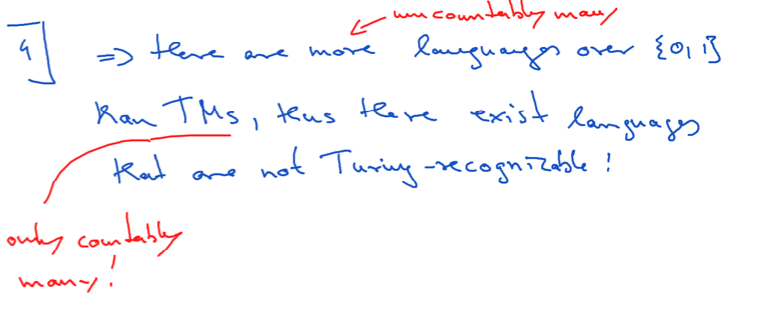 uncountably many
4] => there are more languages over {0,1}
than TMs, thus there exist languages
that are not Turing-recognizable!
only countably
many!